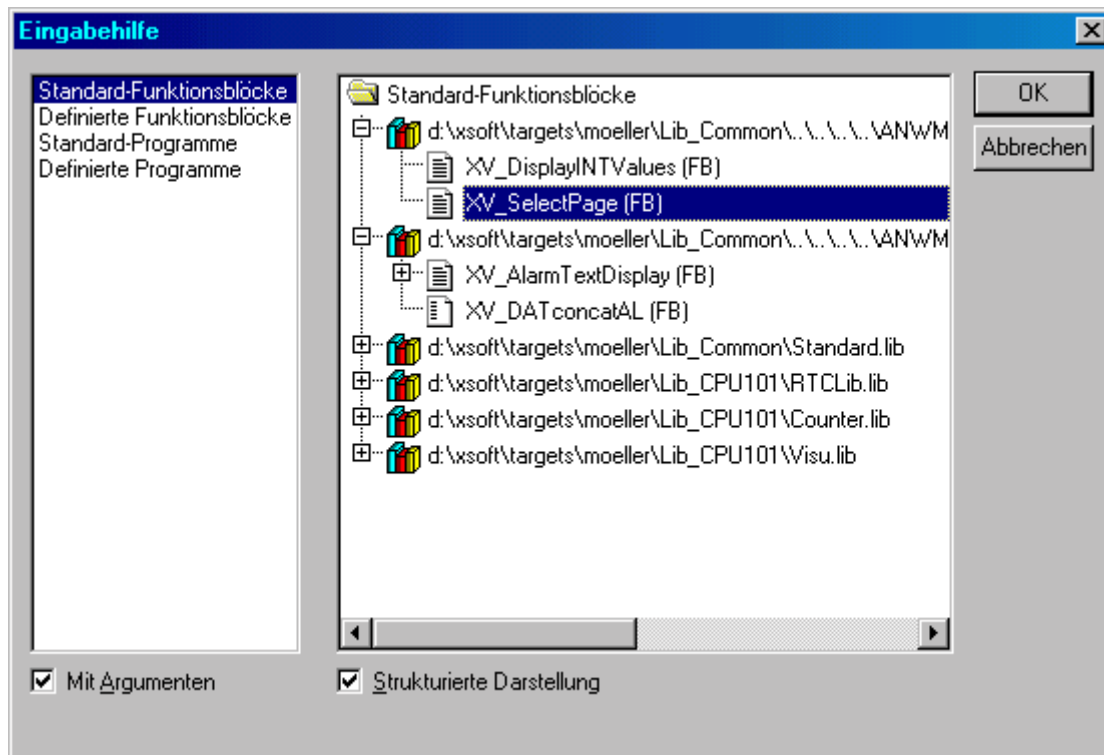 Eingabehilfe
Standard-Funktionsblöcke
Definierte Funktionsblöcke
Standard-Programme
Definierte Programme
Standard-Funktionsblöcke
d:\xsoft\targets\moeller\Lib_Common\..\..\..\..\ANWM
XV_DisplayINTValues (FB)
XV_SelectPage (FB)
d:\xsoft\targets\moeller\Lib_Common\..\..\..\..\ANWM
XV_AlarmTextDisplay (FB)
XV_DATconcatAL (FB)
d:\xsoft\targets\moeller\Lib_Common\Standard.lib
d:\xsoft\targets\moeller\Lib_CPU101\RTCLib.lib
d:\xsoft\targets\moeller\Lib_CPU101\Counter.lib
d:\xsoft\targets\moeller\Lib_CPU101\Visu.lib
OK
Abbrechen
Mit Argumenten
Strukturierte Darstellung